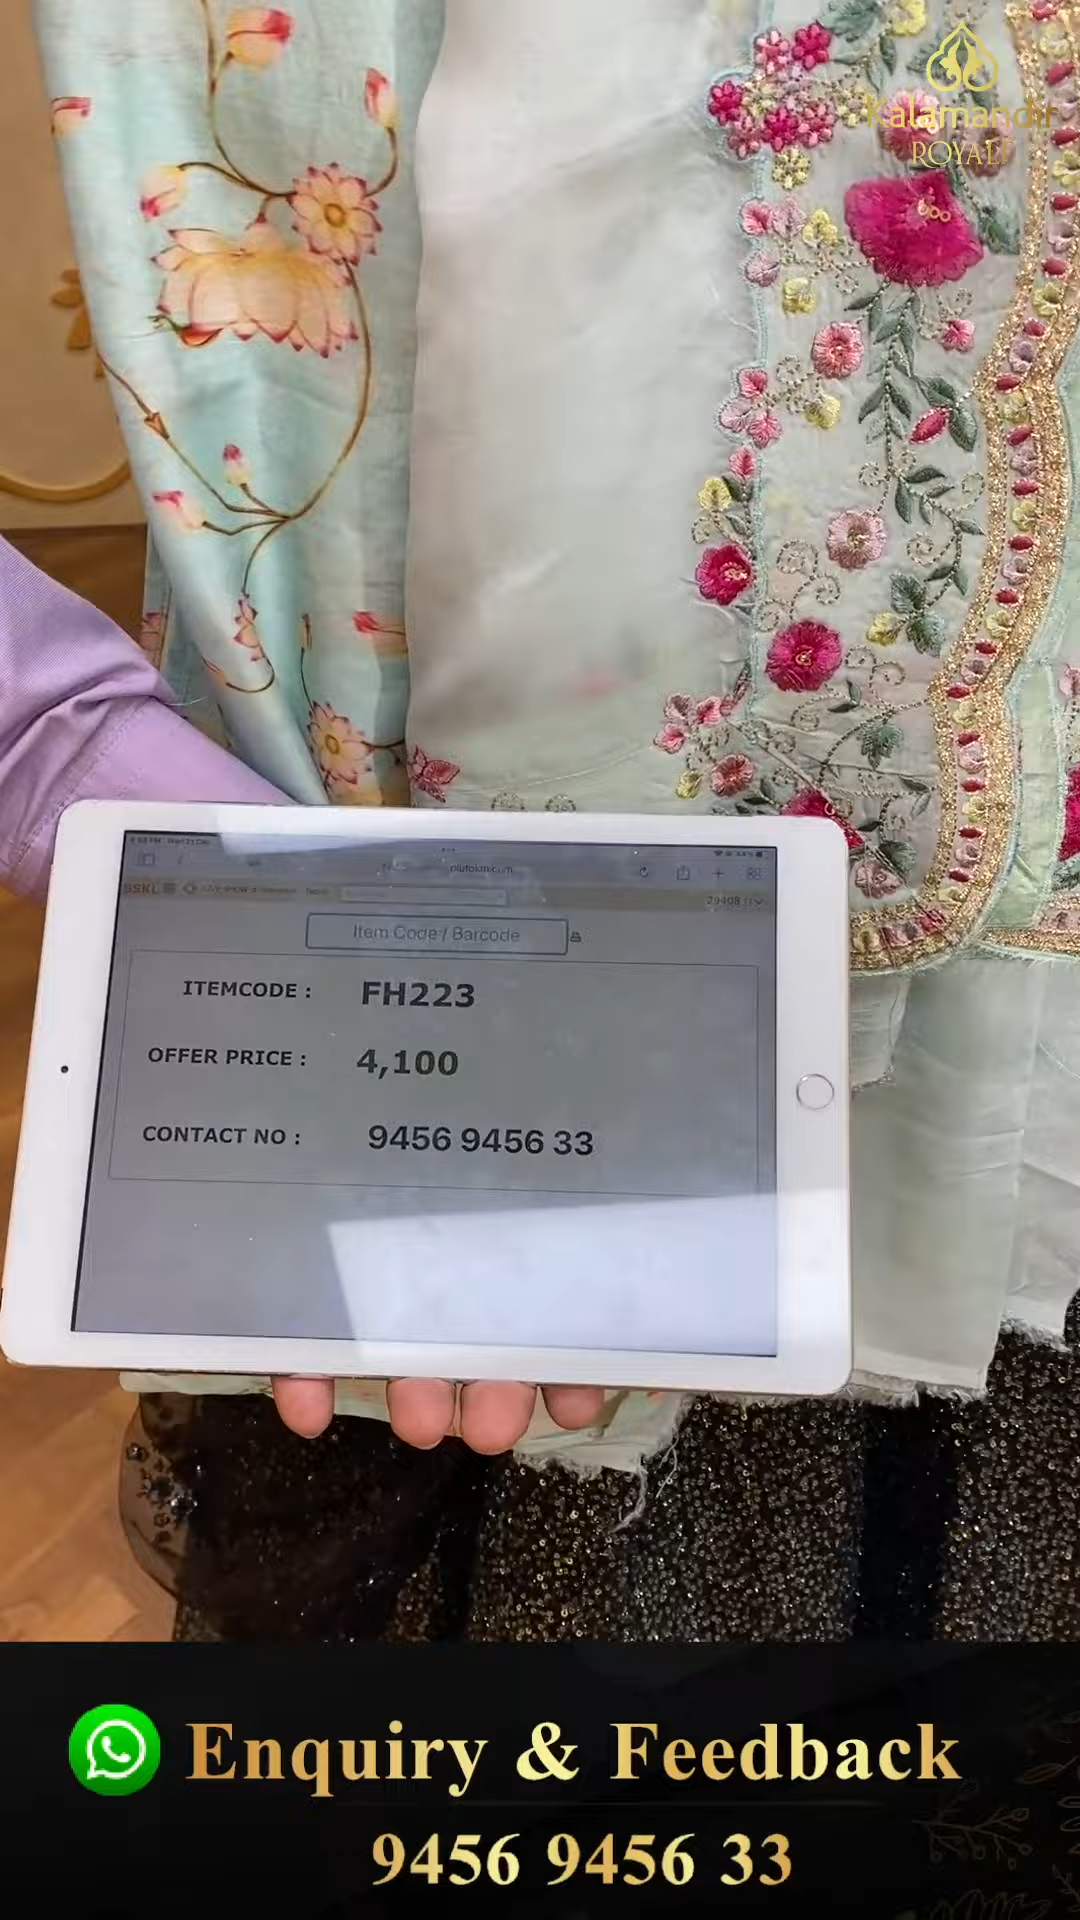 Kalamandir
ROYALE
Item Code / Barcode
ITEMCODE : FH223
OFFER PRICE : 4,100
CONTACT NO : 9456 9456 33
Enquiry & Feedback
9456 9456 33